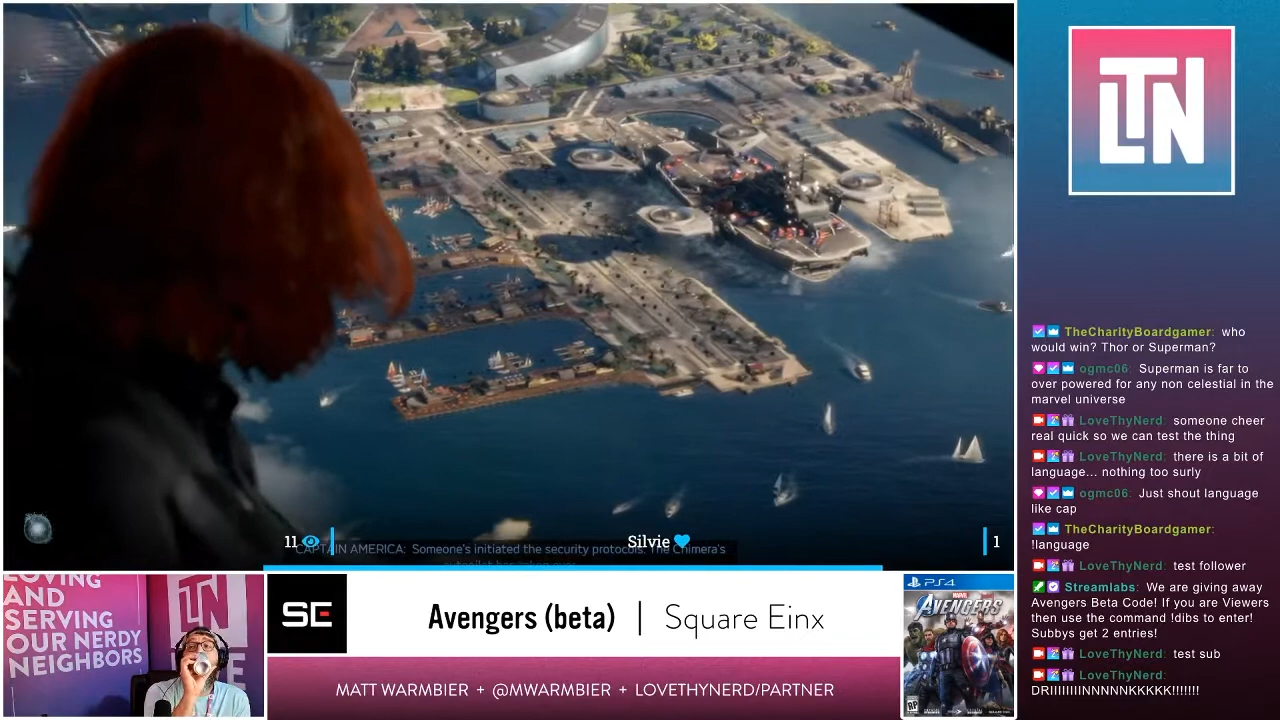 LTN
TheCharityBoardgamer: who
would win? Thor or Superman?
ogmc06: Superman is far to
over powered for any non celestial in the
marvel universe
LoveThyNerd: someone cheer
real quick so we can test the thing
LoveThyNerd: there is a bit of
language... nothing too surly
ogmc06: Just shout language
like cap
TheCharityBoardgamer:
!language
LoveThyNerd: test follower
Streamlabs: We are giving away
Avengers Beta Code! If you are Viewers
then use the command !dibs to enter!
Subbys get 2 entries!
LoveThyNerd: test sub
LoveThyNerd:
DRIIIIIIIINNNNNKKKKK!!!!!!!
11
Silvie
1
CAPTAIN AMERICA: Someone's initiated the security protocols. The Chimera's
LOVING
AND
SERVING
OUR NERDY
NEIGHBORS
LTN
SE
Avengers (beta) | Square Einx
MATT WARMBIER + @MWARMBIER + LOVETHYNERD/PARTNER
PS4
MARVEL
AVENGERS